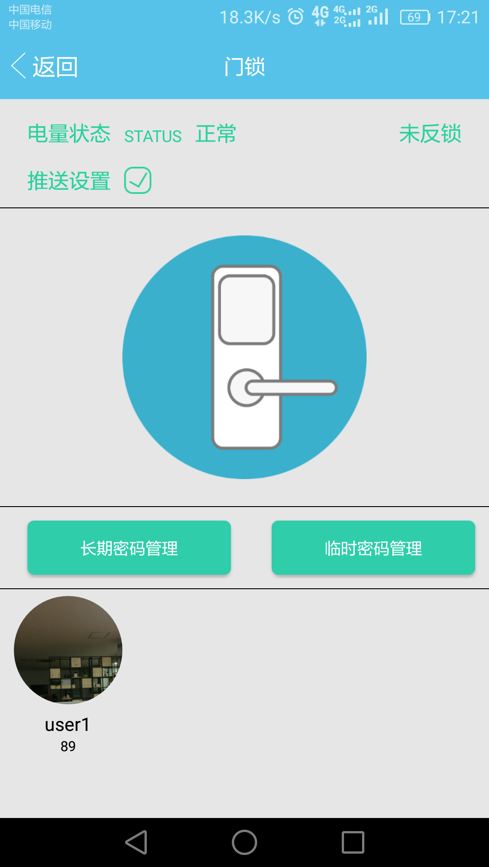 中国电信
中国移动
18.3K/s 4G 4G 2G 2G 69 17:21
返回 门锁
电量状态 STATUS 正常 未反锁
推送设置
长期密码管理 临时密码管理
user1
89